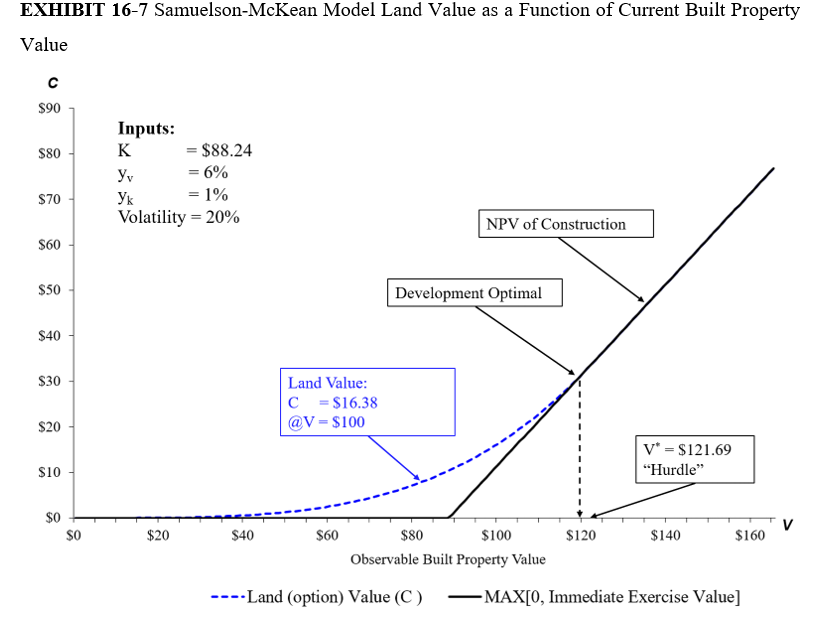 EXHIBIT 16-7 Samuelson-McKean Model Land Value as a Function of Current Built Property
Value
C
$90
$80
$70
$60
$50
$40
$30
$20
$10
$0
Inputs:
K = $88.24
yv = 6%
yk = 1%
Volatility = 20%
NPV of Construction
Development Optimal
Land Value:
C = $16.38
@V = $100
V* = $121.69
“Hurdle”
$0 $20 $40 $60 $80 $100 $120 $140 $160
V
Observable Built Property Value
Land (option) Value (C )
MAX[0, Immediate Exercise Value]